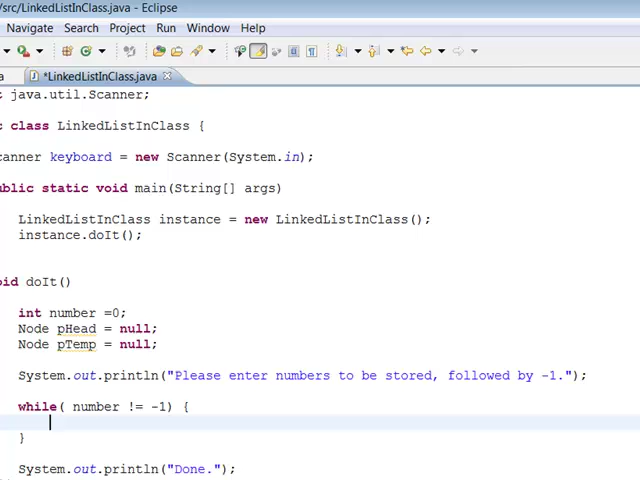 /src/LinkedListInClass.java - Eclipse
Navigate Search Project Run Window Help
a *LinkedListInClass.java
t java.util.Scanner;
c class LinkedListInClass {
canner keyboard = new Scanner(System.in);
ublic static void main(String[] args)
LinkedListInClass instance = new LinkedListInClass();
instance.doIt();
oid doIt()
int number =0;
Node pHead = null;
Node pTemp = null;
System.out.println("Please enter numbers to be stored, followed by -1.");
while( number != -1) {
}
System.out.println("Done.");